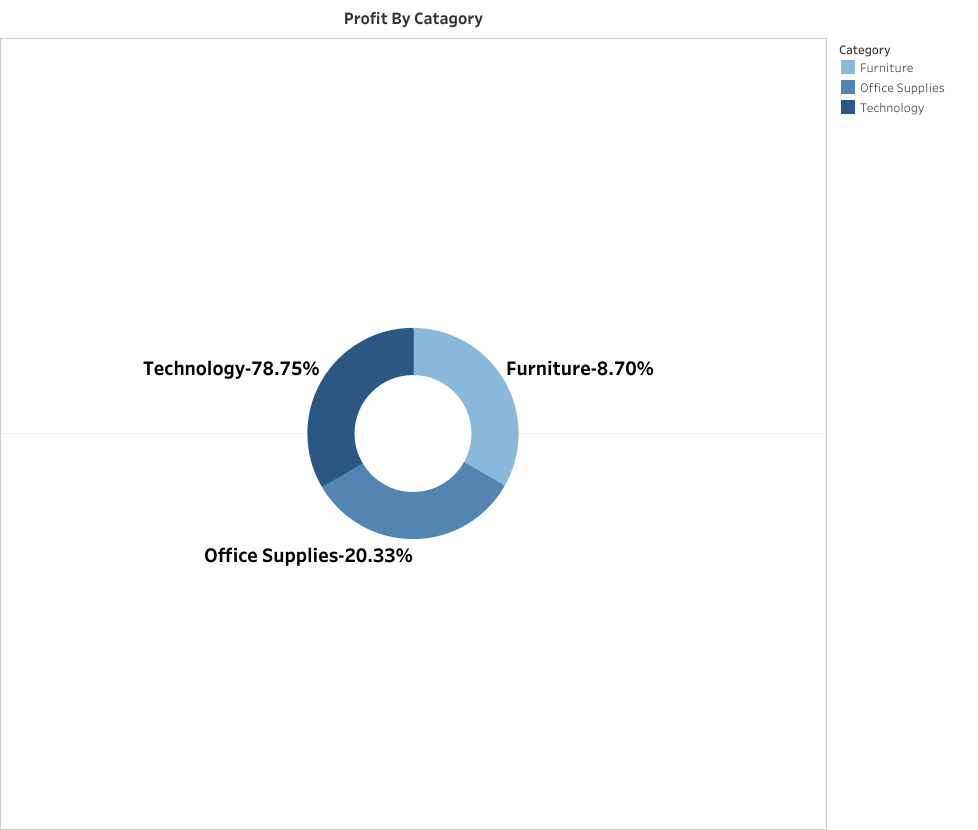 Profit By Catagory
Category
Furniture
Office Supplies
Technology
Technology-78.75%
Furniture-8.70%
Office Supplies-20.33%